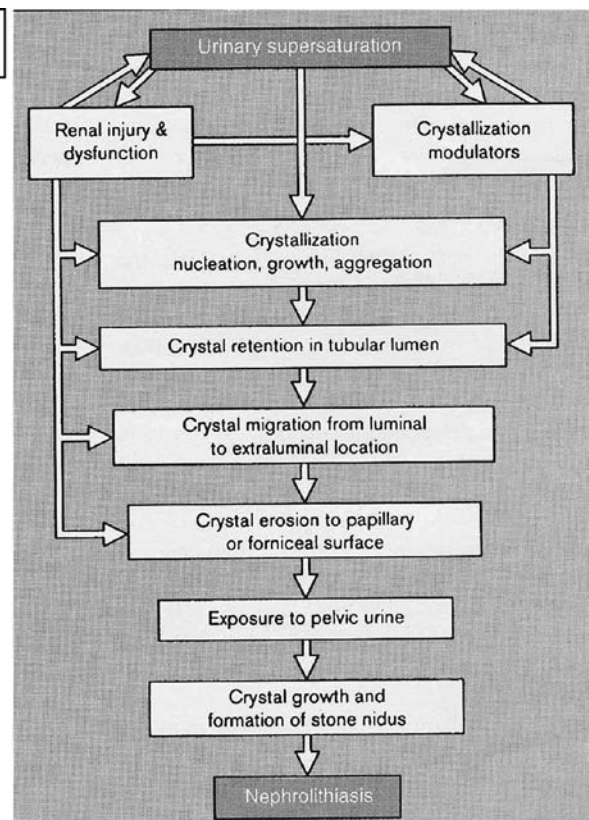 Urinary supersaturation
Renal injury &
dysfunction
Crystallization
modulators
Crystallization
nucleation, growth, aggregation
Crystal retention in tubular lumen
Crystal migration from luminal
to extraluminal location
Crystal erosion to papillary
or forniceal surface
Exposure to pelvic urine
Crystal growth and
formation of stone nidus
Nephrolithiasis